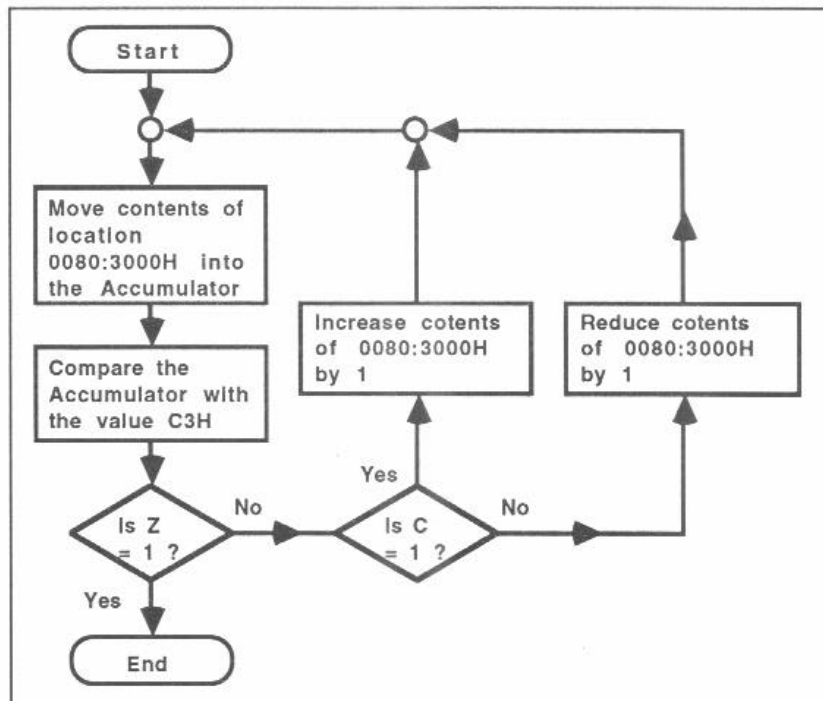 Start
Move contents of
location
0080:3000H into
the Accumulator
Compare the
Accumulator with
the value C3H
Is Z
= 1 ?
No
Yes
End
Is C
= 1 ?
Yes
No
Increase cotents
of 0080:3000H
by 1
Reduce cotents
of 0080:3000H
by 1